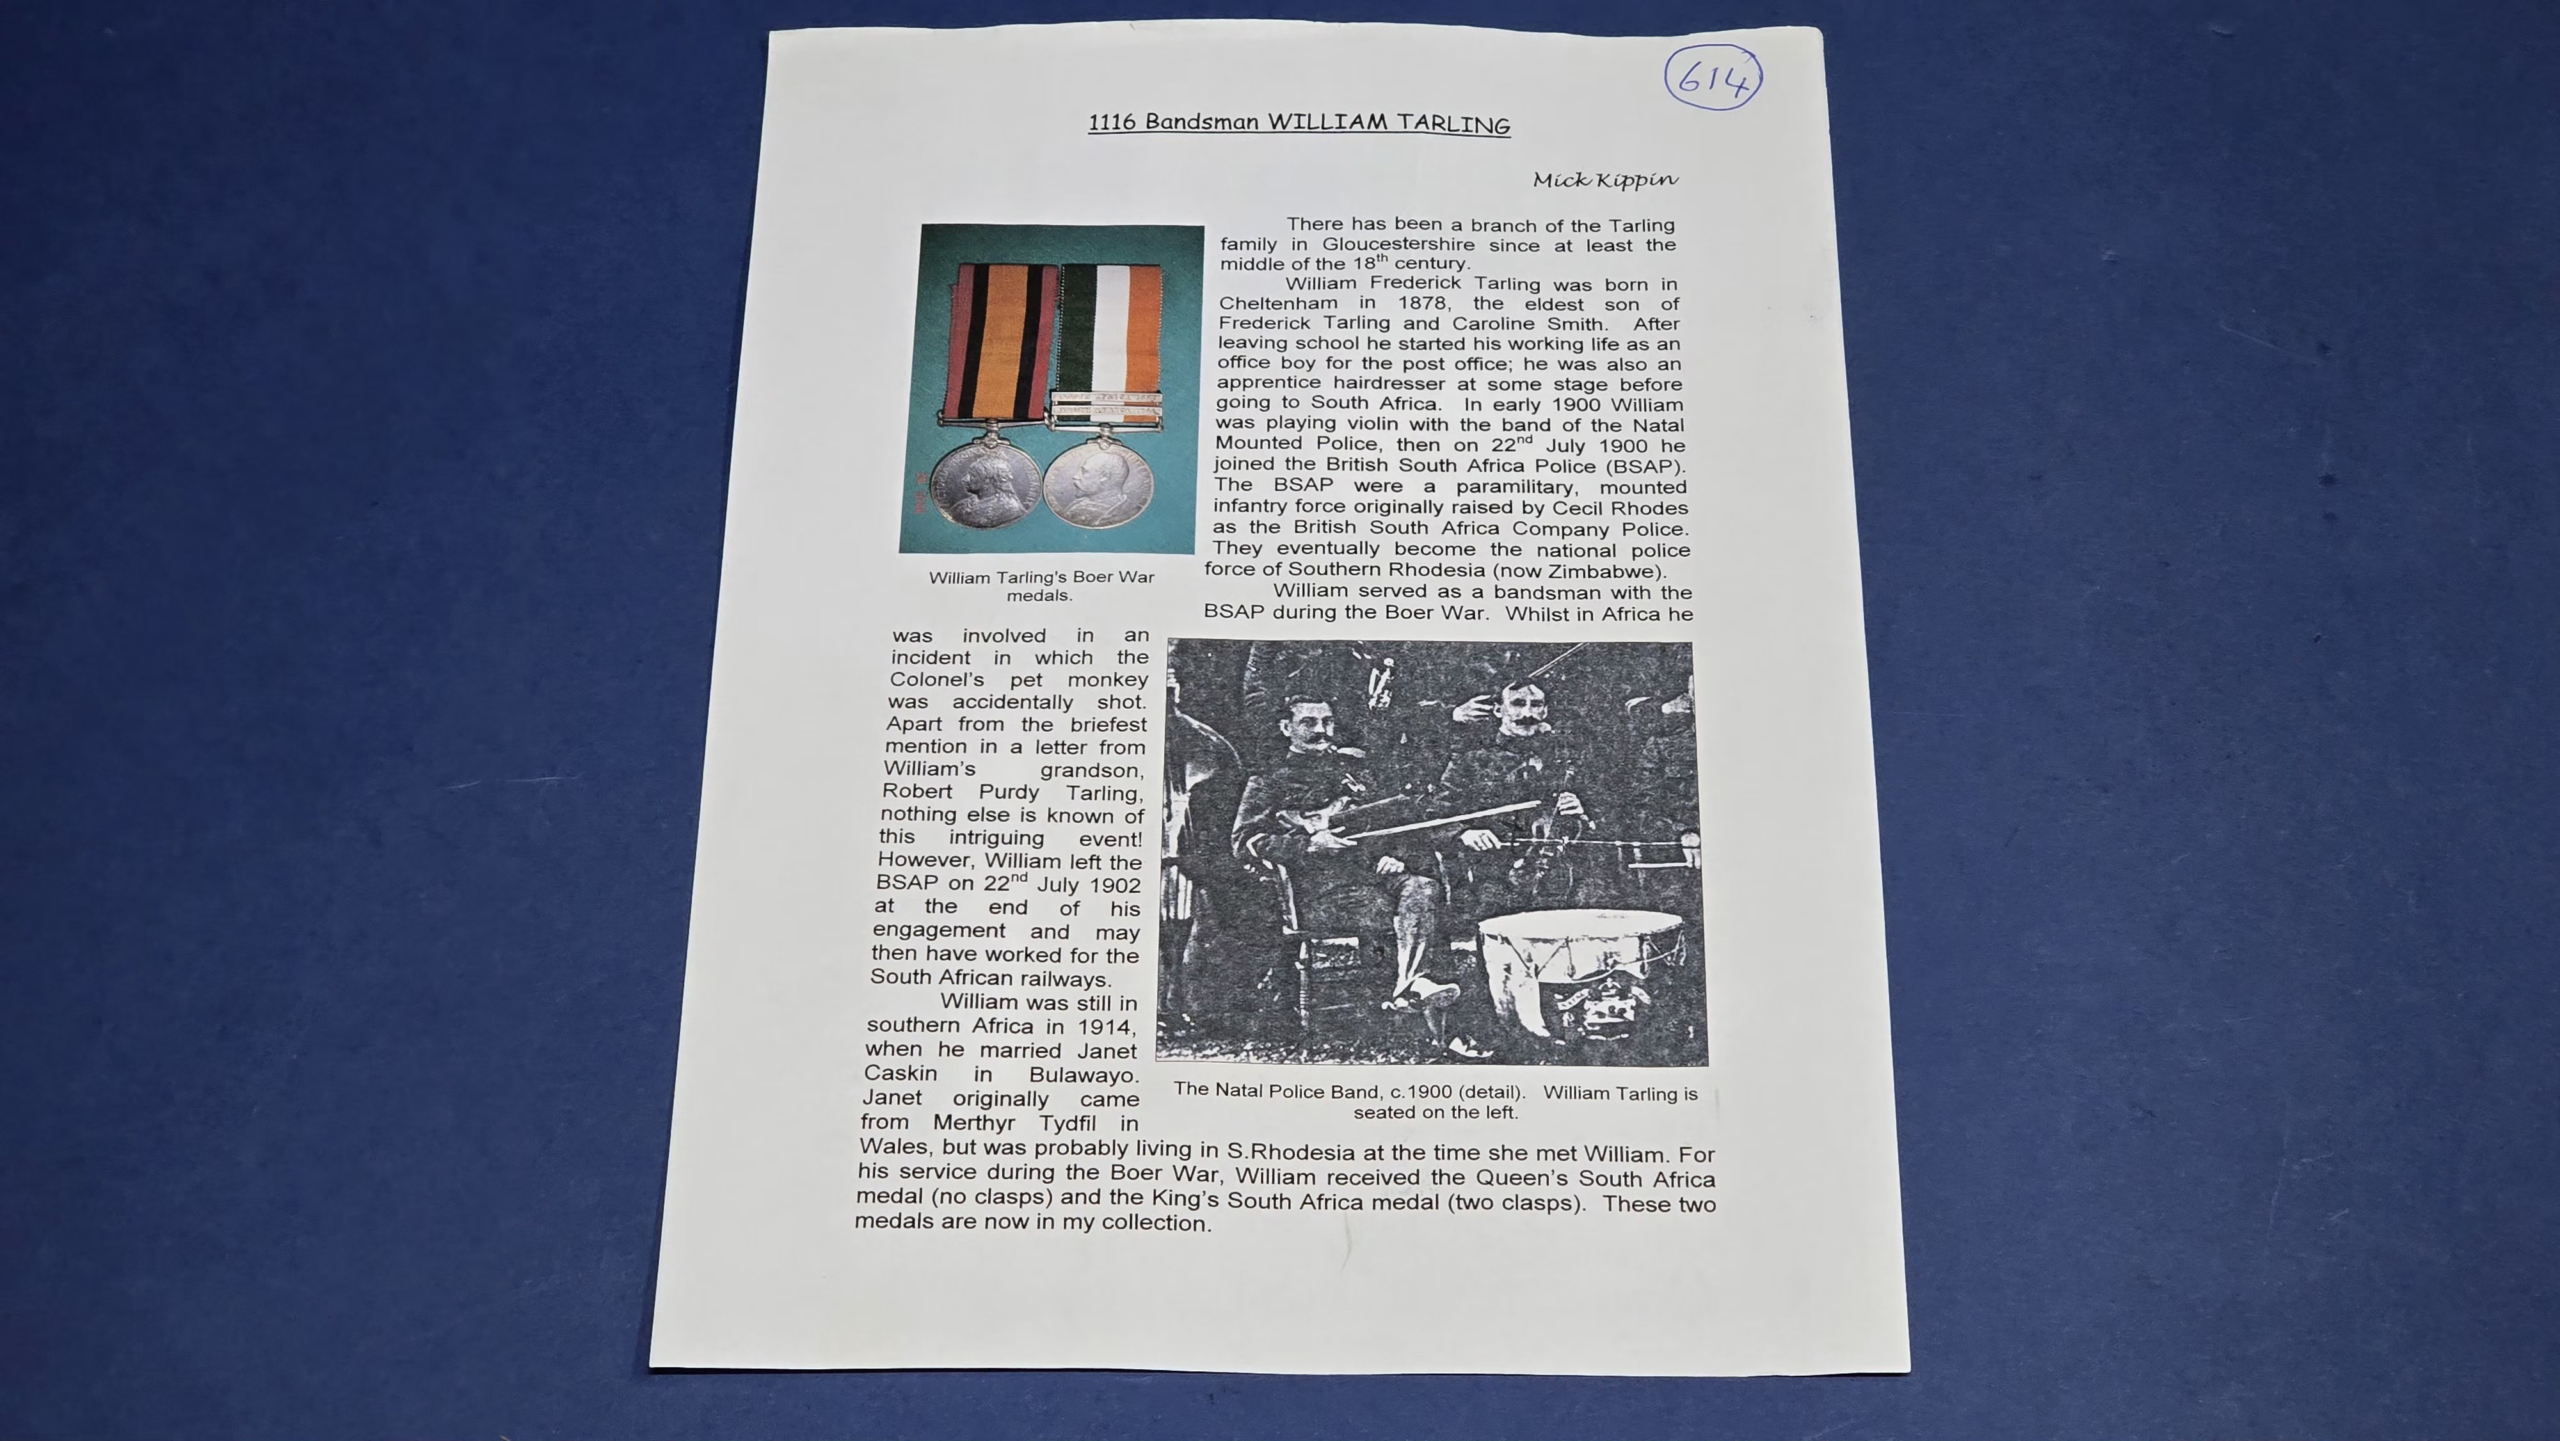 614
1116 Bandsman WILLIAM TARLING
Mick Kippin
There has been a branch of the Tarling
family in Gloucestershire since at least the
middle of the 18th century.
William Frederick Tarling was born in
Cheltenham in 1878, the eldest son of
Frederick Tarling and Caroline Smith. After
leaving school he started his working life as an
office boy for the post office; he was also an
apprentice hairdresser at some stage before
going to South Africa. In early 1900 William
was playing violin with the band of the Natal
Mounted Police, then on 22nd July 1900 he
joined the British South Africa Police (BSAP).
The BSAP were a paramilitary, mounted
infantry force originally raised by Cecil Rhodes
as the British South Africa Company Police.
They eventually become the national police
force of Southern Rhodesia (now Zimbabwe).
William Tarling's Boer War
medals.
William served as a bandsman with the
BSAP during the Boer War. Whilst in Africa he
was involved in an
incident in which the
Colonel's pet monkey
was accidentally shot.
Apart from the briefest
mention in a letter from
William's grandson,
Robert Purdy Tarling,
nothing else is known of
this intriguing event!
However, William left the
BSAP on 22nd July 1902
at the end of his
engagement and may
then have worked for the
South African railways.
William was still in
southern Africa in 1914,
when he married Janet
Caskin in Bulawayo.
Janet originally came
from Merthyr Tydfil in
The Natal Police Band, c.1900 (detail). William Tarling is
seated on the left.
Wales, but was probably living in S.Rhodesia at the time she met William. For
his service during the Boer War, William received the Queen's South Africa
medal (no clasps) and the King's South Africa medal (two clasps). These two
medals are now in my collection.